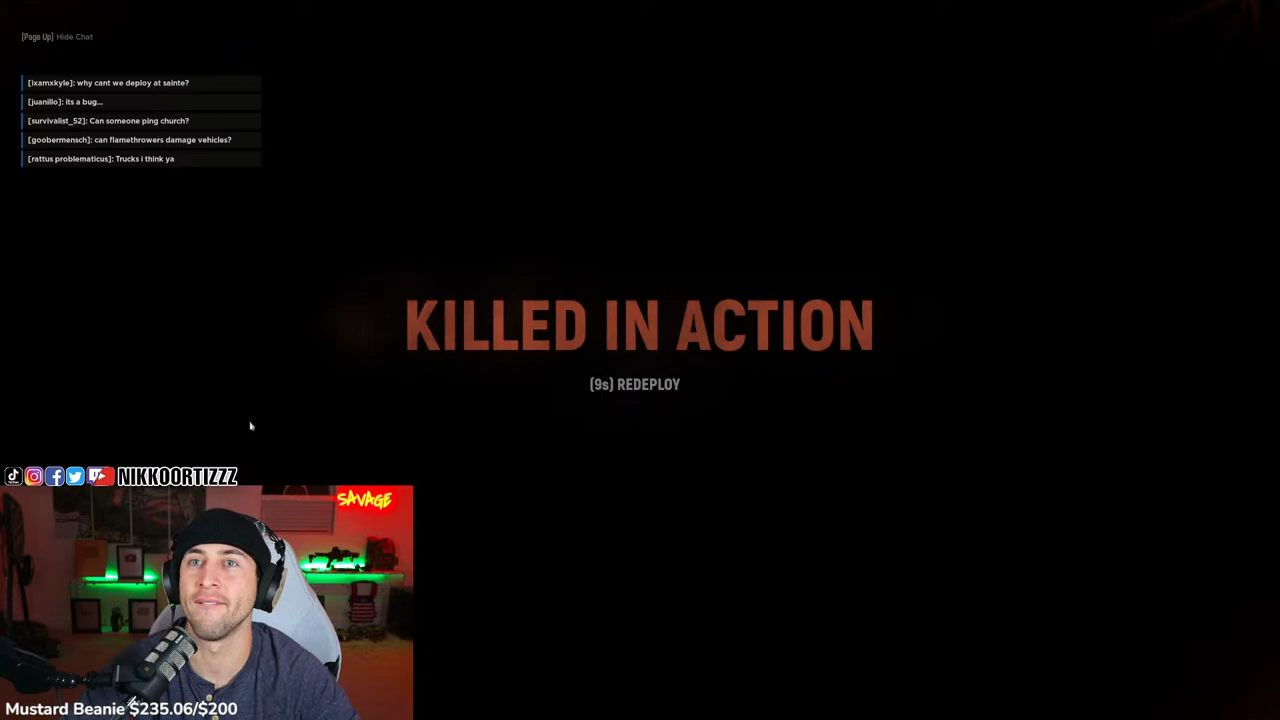 [Page Up] Hide Chat
[ixamxkyle]: why cant we deploy at sainte?
[juanillo]: its a bug...
[survivalist_52]: Can someone ping church?
[goobermensch]: can flamethrowers damage vehicles?
[rattus problematicus]: Trucks i think ya
KILLED IN ACTION
(9s) REDEPLOY
NIKKOORTIZZZ
SAVAGE
Mustard Beanie $235.06/$200